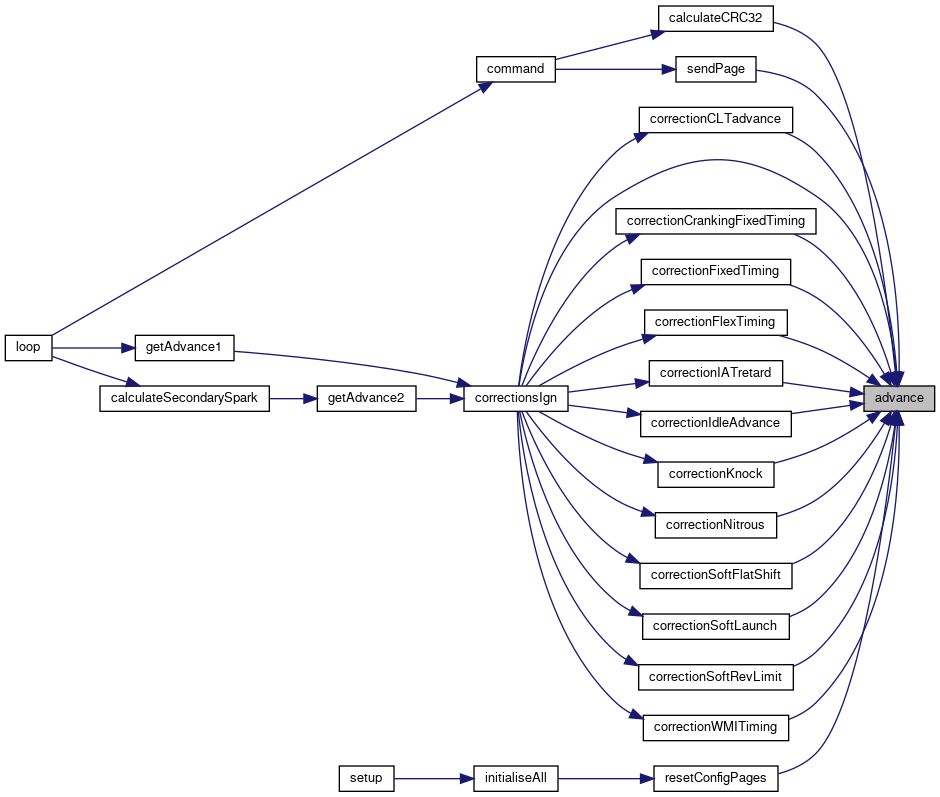 calculateCRC32
command
sendPage
correctionCLTadvance
correctionCrankingFixedTiming
correctionFixedTiming
correctionFlexTiming
loop
getAdvance1
correctionIATretard
calculateSecondarySpark
getAdvance2
correctionsIgn
advance
correctionIdleAdvance
correctionKnock
correctionNitrous
correctionSoftFlatShift
correctionSoftLaunch
correctionSoftRevLimit
correctionWMITiming
setup
initialiseAll
resetConfigPages